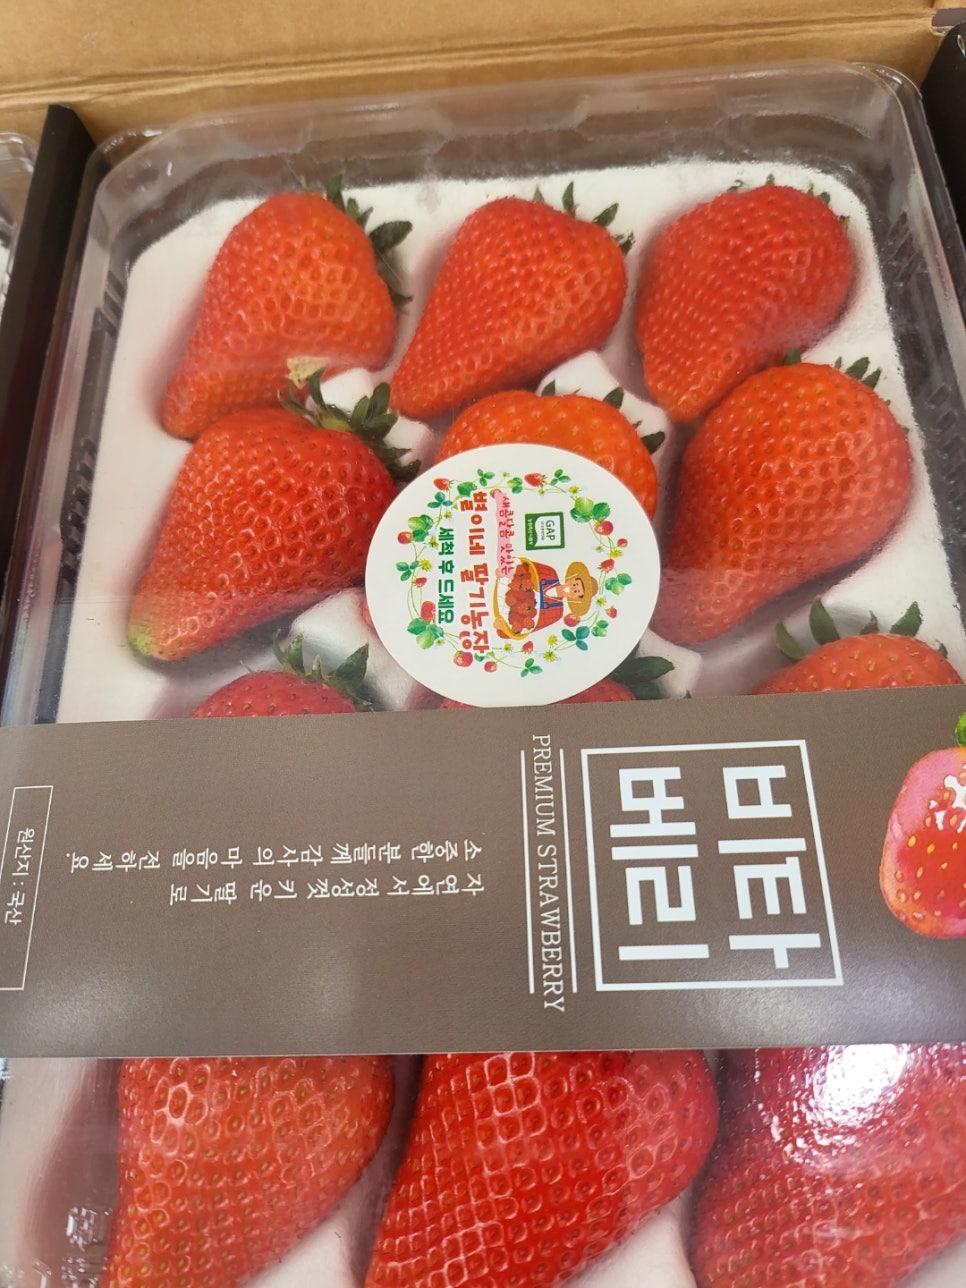 새콤달콤 맛있는
별이네 딸기농장
세척 후 드세요
GAP
비타
베리
PREMIUM STRAWBERRY
자연에서 정성껏 키운 딸기로
소중한 분들께 감사의 마음을 전하세요.
원산지 : 국산